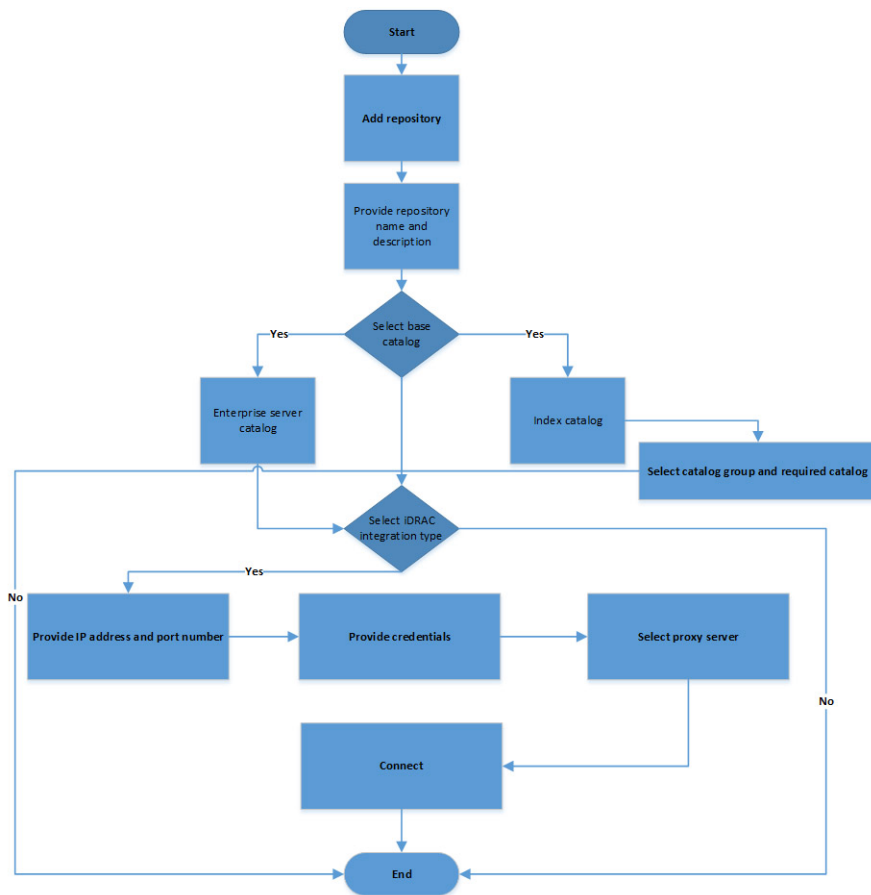 Start
Add repository
Provide repository
name and
description
Select base
catalog
Yes
Yes
Enterprise server
catalog
Index catalog
Select catalog group and required catalog
Select iDRAC
integration type
Yes
No
Provide IP address and port number
Provide credentials
Select proxy server
No
Connect
End